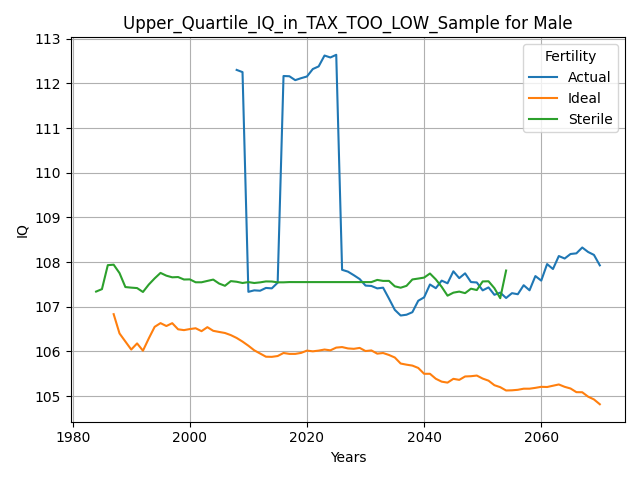 Upper_Quartile_IQ_in_TAX_TOO_LOW_Sample for Male
113
112
111
110
109
108
107
106
105
IQ
1980
2000
2020
2040
2060
Years
Fertility
Actual
Ideal
Sterile